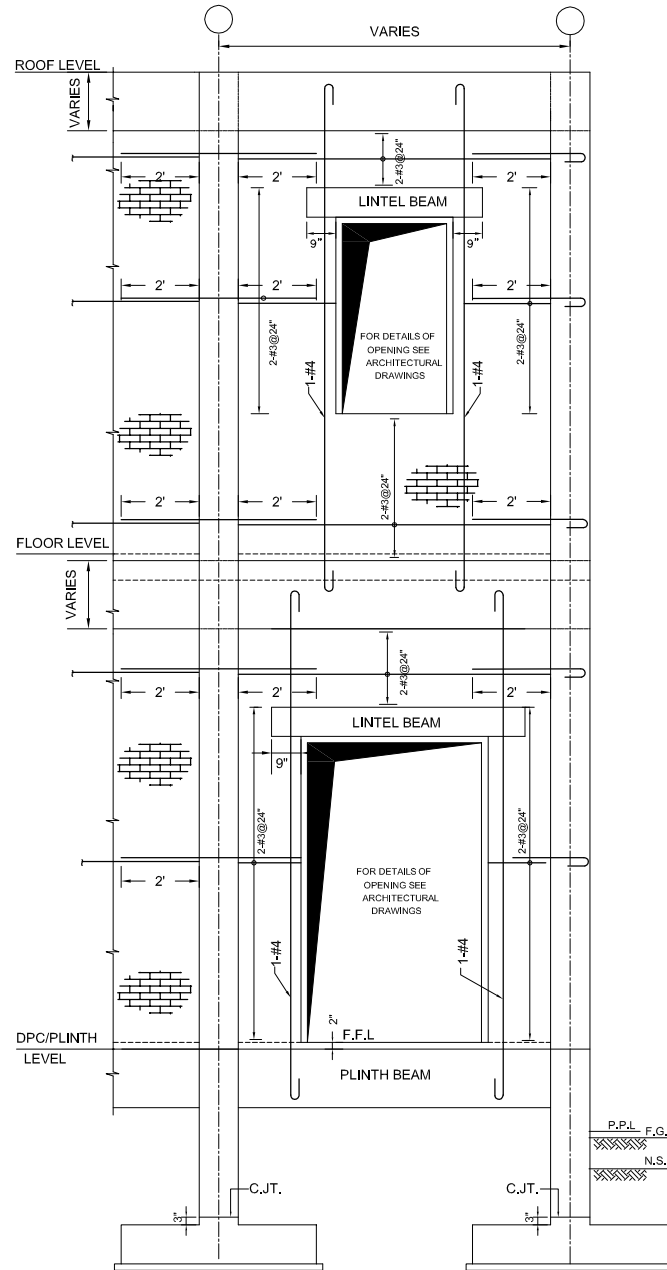 VARIES
ROOF LEVEL
VARIES
2-#3@24"
2'
2'
2'
LINTEL BEAM
9"
9"
2'
2'
2'
2-#3@24"
FOR DETAILS OF
OPENING SEE
ARCHITECTURAL
DRAWINGS
2-#3@24"
1-#4
1-#4
2-#3@24"
2'
2'
2'
FLOOR LEVEL
VARIES
2-#3@24"
2'
2'
2'
LINTEL BEAM
9"
2-#3@24"
2-#3@24"
2'
FOR DETAILS OF
OPENING SEE
ARCHITECTURAL
DRAWINGS
1-#4
1-#4
2"
F.F.L
DPC/PLINTH
LEVEL
PLINTH BEAM
P.P.L
F.G.
N.S.
C.JT.
C.JT.
3"
3"